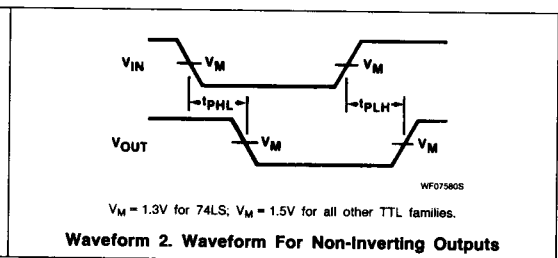 VIN
VM
VM
tPHL
tPLH
VOUT
VM
VM
WF07580S
VM = 1.3V for 74LS; VM = 1.5V for all other TTL families.
Waveform 2. Waveform For Non-Inverting Outputs